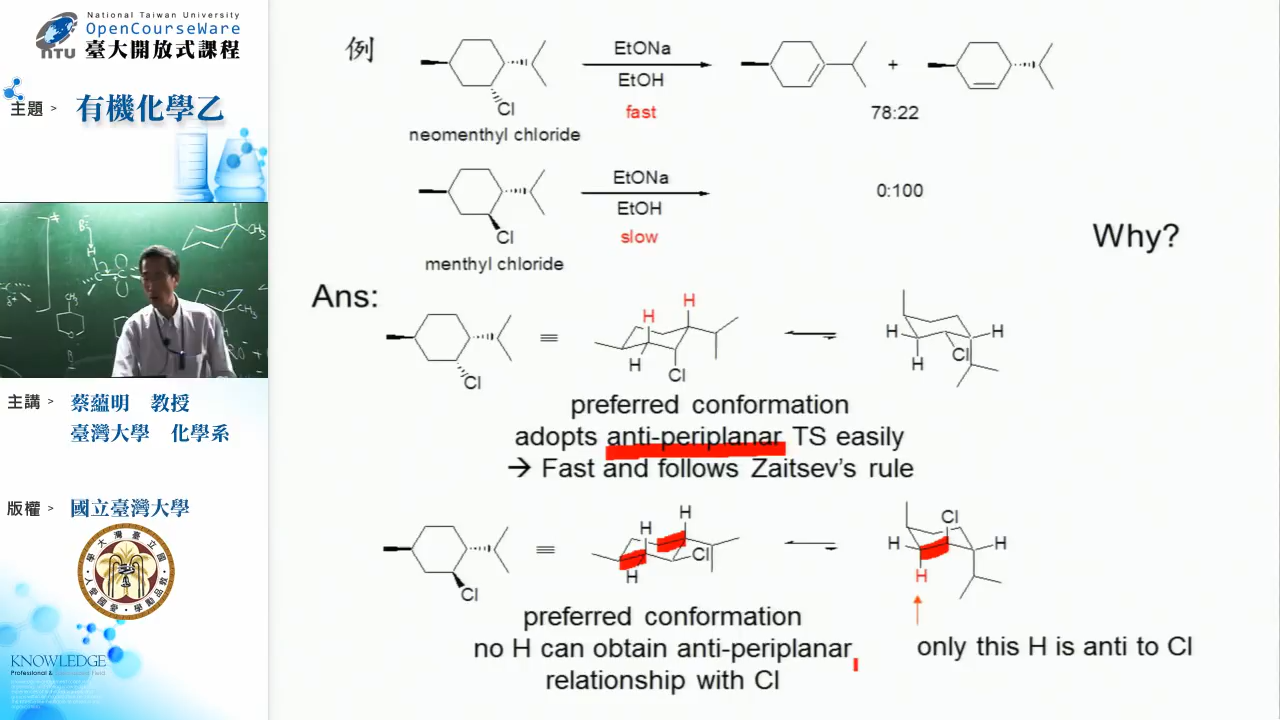 National Taiwan University
OpenCourseWare
NTU
臺大開放式課程
主題 > 有機化學乙
主講 > 蔡蘊明 教授
臺灣大學 化學系
版權 > 國立臺灣大學
KNOWLEDGE
例
Cl
neomenthyl chloride
EtONa
EtOH
fast
+
78:22
Cl
menthyl chloride
EtONa
EtOH
slow
0:100
Why?
Ans:
Cl
≡
H
H
H
Cl
H
H
H
Cl
preferred conformation
adopts anti-periplanar TS easily
→ Fast and follows Zaitsev's rule
Cl
≡
H
H
Cl
H
Cl
H
H
H
preferred conformation
no H can obtain anti-periplanar
relationship with Cl
only this H is anti to Cl